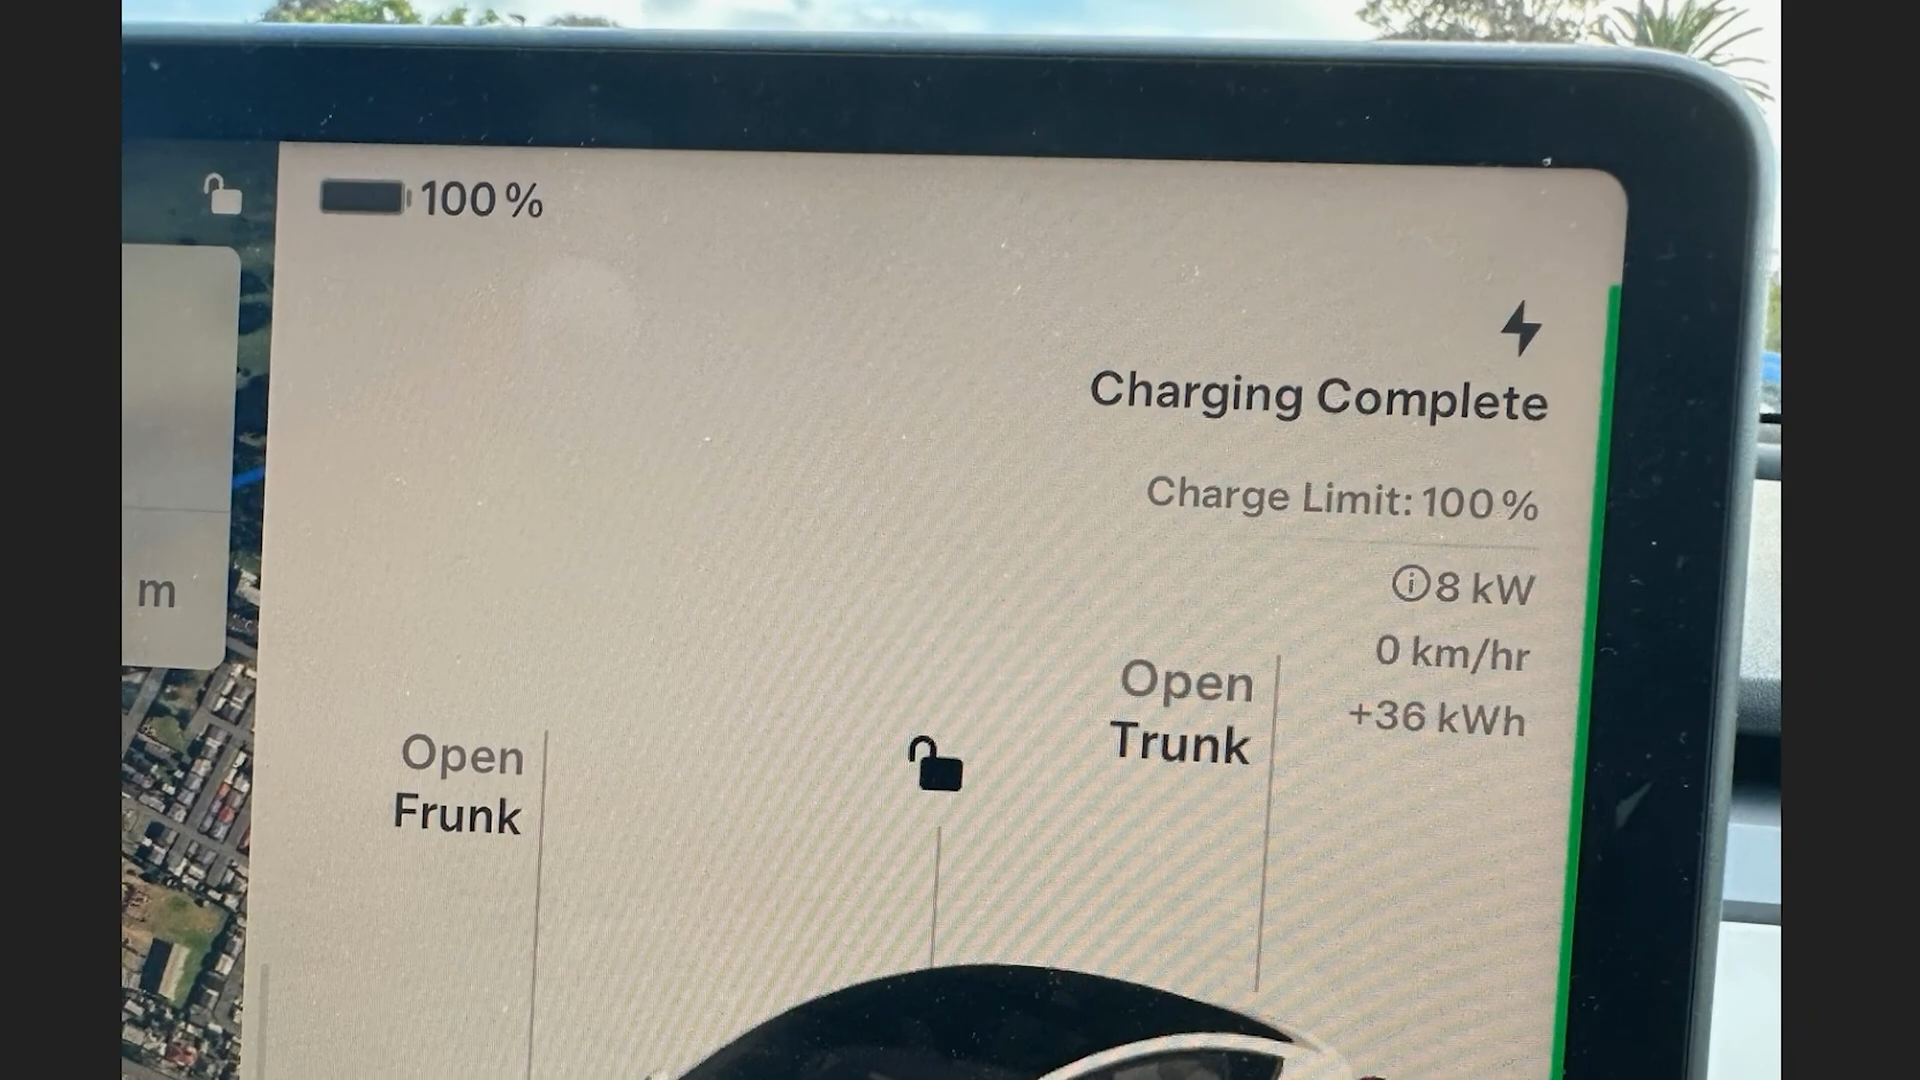 100 %
Charging Complete
Charge Limit: 100 %
8 kW
0 km/hr
+36 kWh
Open
Trunk
Open
Frunk
m